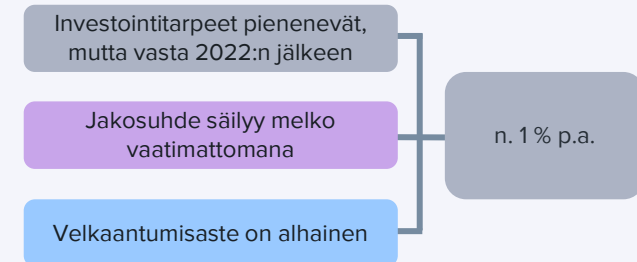 Investointitarpeet pienenevät,
mutta vasta 2022:n jälkeen
Jakosuhde säilyy melko
vaatimattomana
n. 1 % p.a.
Velkaantumisaste on alhainen